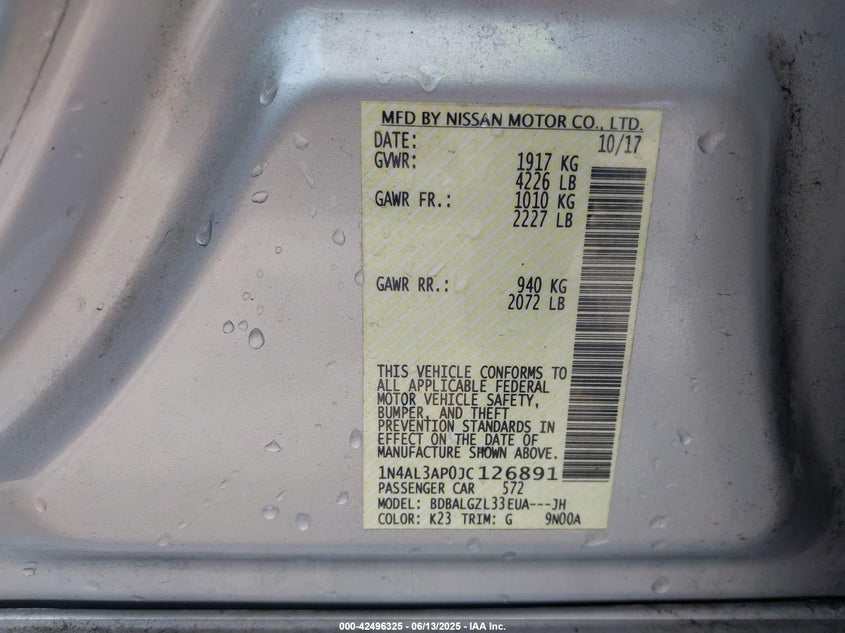 MFD BY NISSAN MOTOR CO., LTD.
DATE: 10/17
GVWR: 1917 KG
4226 LB
GAWR FR.: 1010 KG
2227 LB
GAWR RR.: 940 KG
2072 LB
THIS VEHICLE CONFORMS TO
ALL APPLICABLE FEDERAL
MOTOR VEHICLE SAFETY,
BUMPER, AND THEFT
PREVENTION STANDARDS IN
EFFECT ON THE DATE OF
MANUFACTURE SHOWN ABOVE.
1N4AL3AP0JC126891
PASSENGER CAR 572
MODEL: BDBALGZL33EUA---JH
COLOR: K23 TRIM: G 9N00A
000-42496325 - 06/13/2025 - IAA Inc.